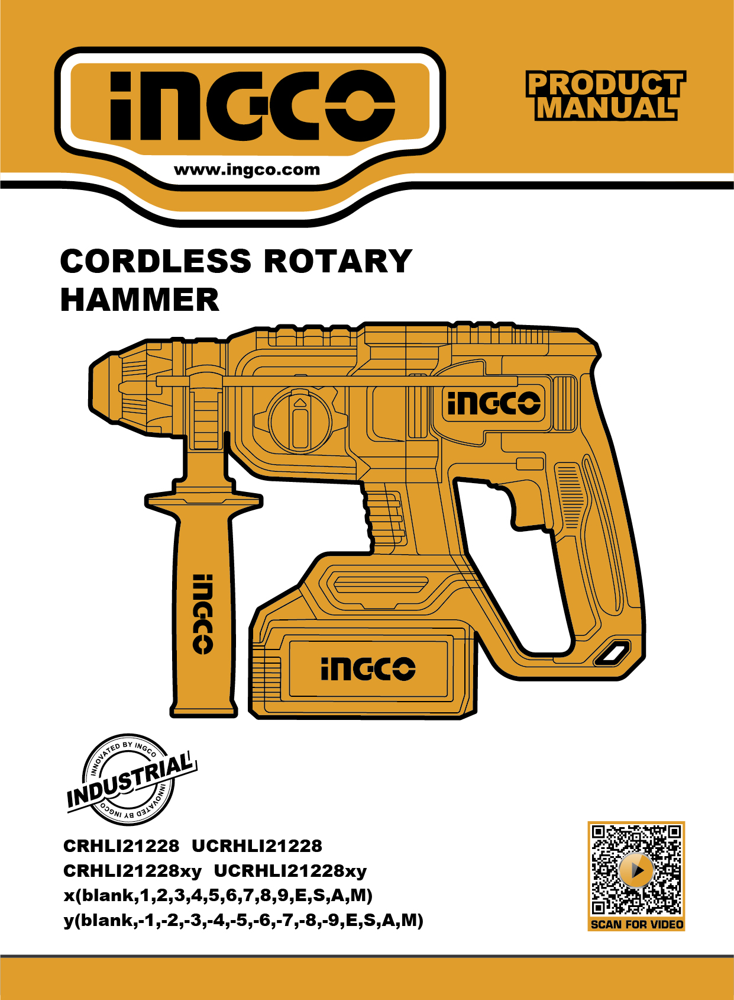 INGCO
www.ingco.com
PRODUCT
MANUAL
CORDLESS ROTARY
HAMMER
INGCO
INGCO
INGCO
INNOVATED BY INGCO
INDUSTRIAL
INNOVATED BY INGCO
CRHLI21228 UCRHLI21228
CRHLI21228xy UCRHLI21228xy
x(blank,1,2,3,4,5,6,7,8,9,E,S,A,M)
y(blank,-1,-2,-3,-4,-5,-6,-7,-8,-9,E,S,A,M)
SCAN FOR VIDEO